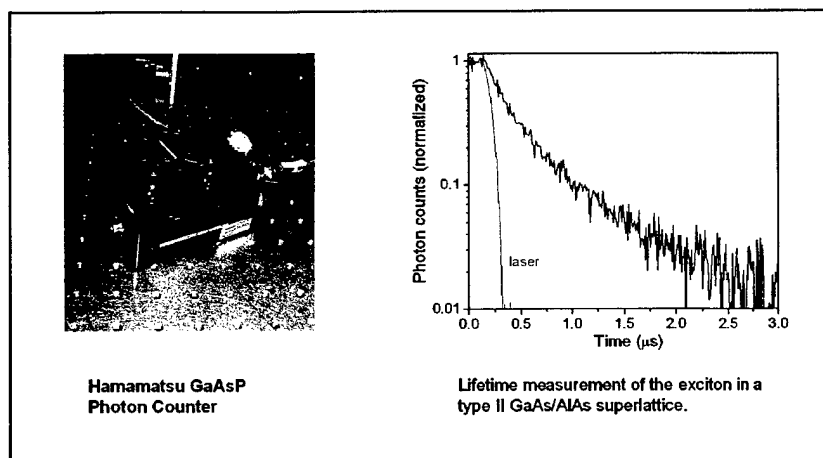 1
0.1
0.01
Photon counts (normalized)
laser
0.0 0.5 1.0 1.5 2.0 2.5 3.0
Time (μs)
Hamamatsu GaAsP
Photon Counter
Lifetime measurement of the exciton in a
type II GaAs/AlAs superlattice.